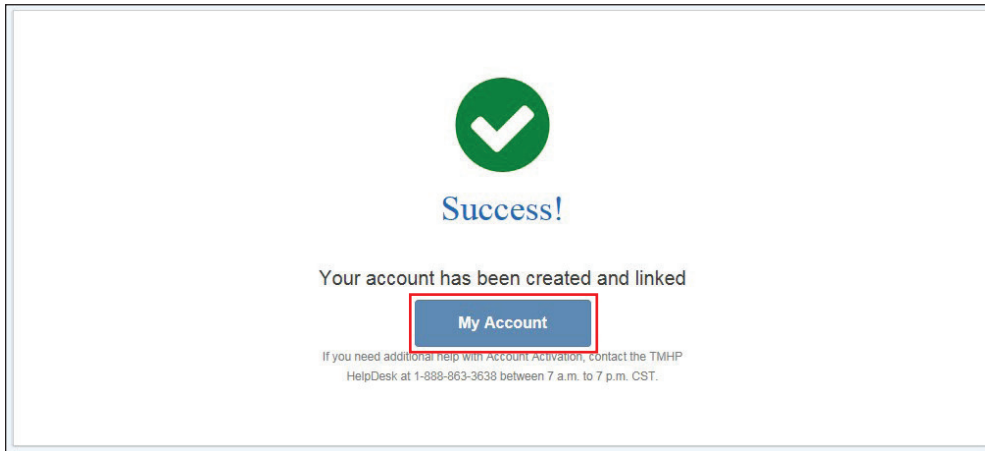 Success!
Your account has been created and linked
My Account
If you need additional help with Account Activation, contact the TMHP
HelpDesk at 1-888-863-3638 between 7 a.m. to 7 p.m. CST.